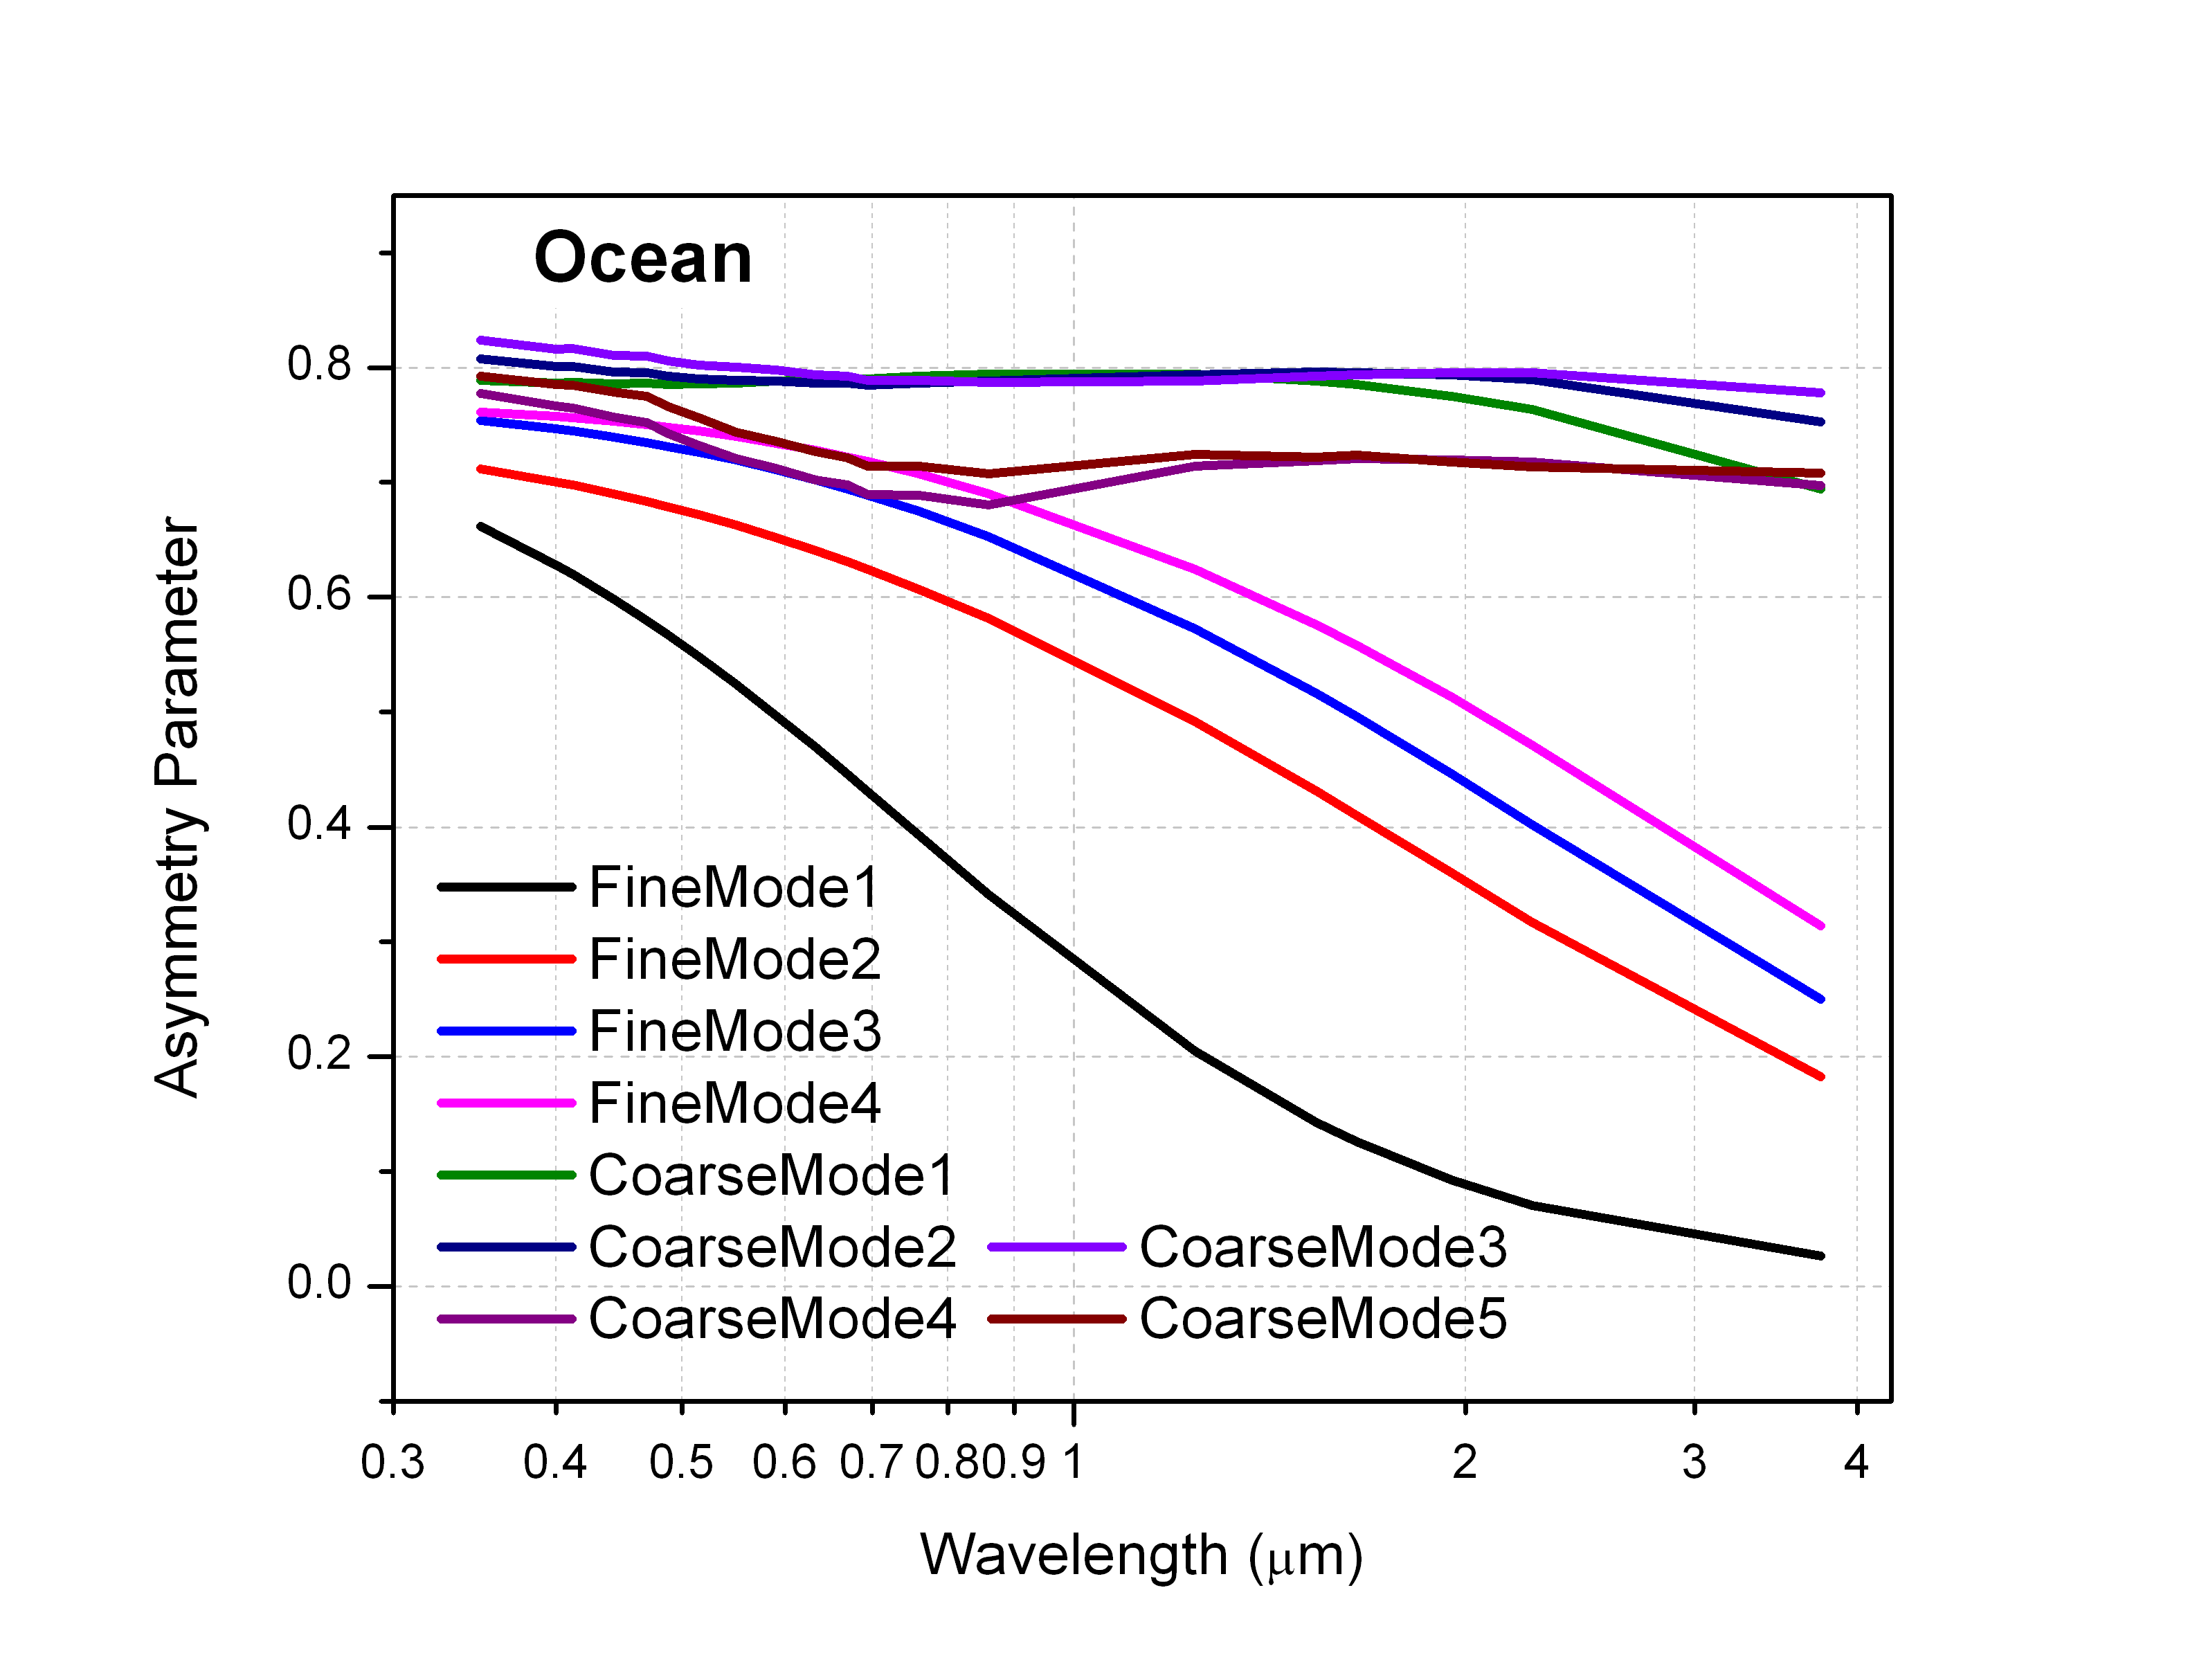 Ocean
0.8
0.6
0.4
0.2
0.0
Asymmetry Parameter
FineMode1
FineMode2
FineMode3
FineMode4
CoarseMode1
CoarseMode2 CoarseMode3
CoarseMode4 CoarseMode5
0.3 0.4 0.5 0.6 0.7 0.8 0.9 1 2 3 4
Wavelength (μm)